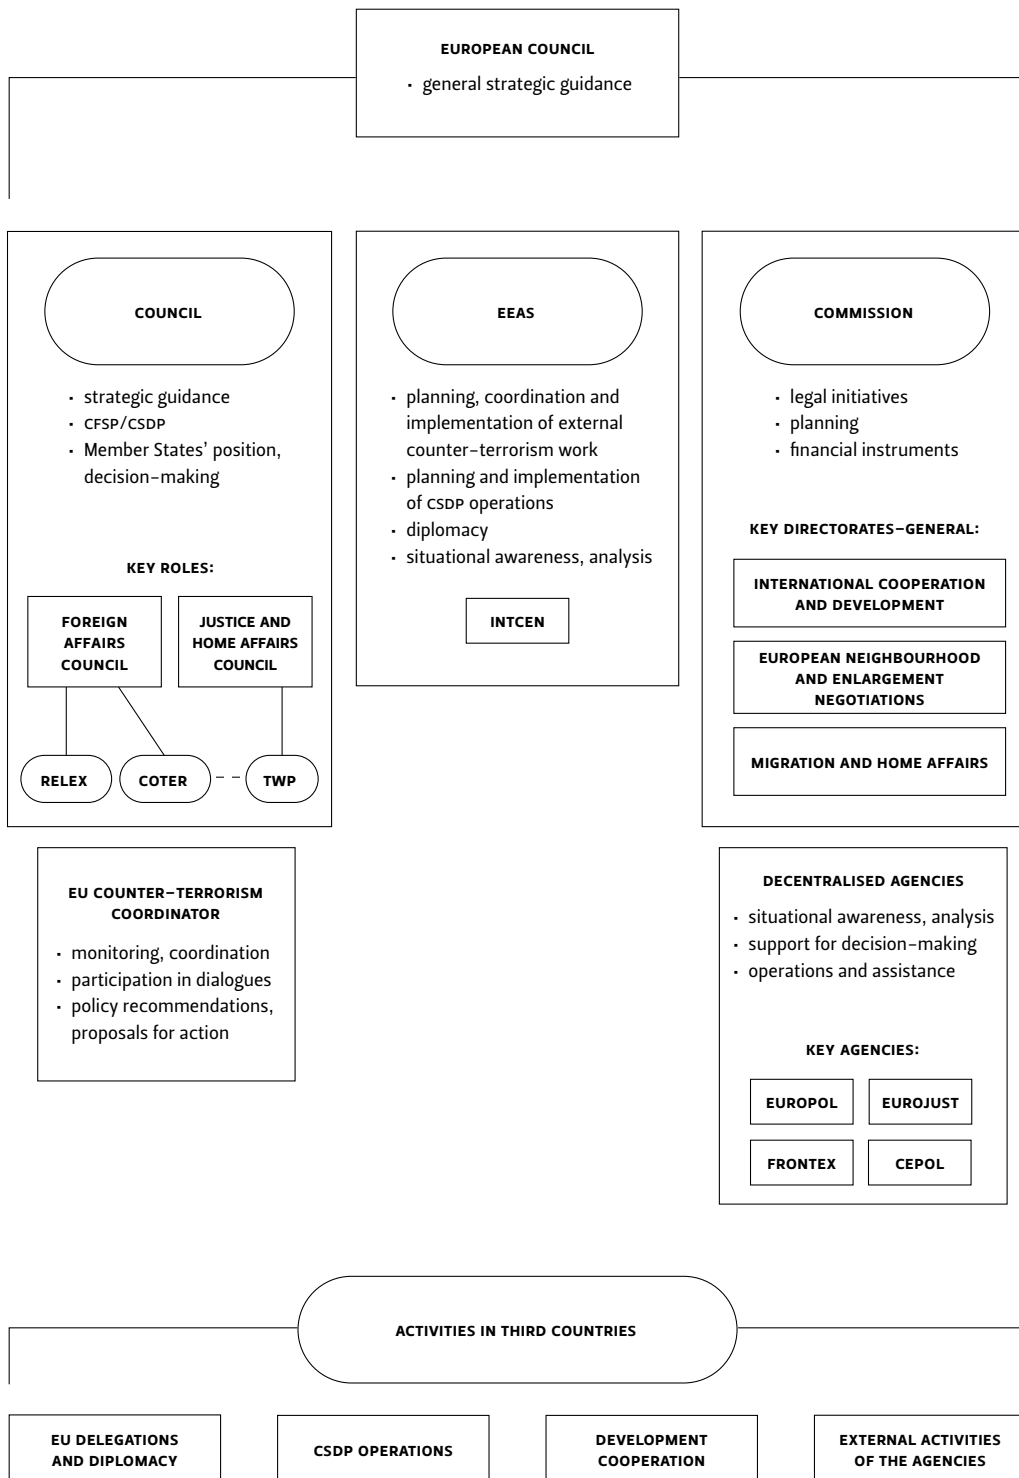 EUROPEAN COUNCIL
· general strategic guidance
COUNCIL
· strategic guidance
· CFSP/CSDP
· Member States’ position,
decision-making
KEY ROLES:
FOREIGN
AFFAIRS
COUNCIL
JUSTICE AND
HOME AFFAIRS
COUNCIL
RELEX
COTER
TWP
EEAS
· planning, coordination and
implementation of external
counter-terrorism work
· planning and implementation
of CSDP operations
· diplomacy
· situational awareness, analysis
INTCEN
COMMISSION
· legal initiatives
· planning
· financial instruments
KEY DIRECTORATES-GENERAL:
INTERNATIONAL COOPERATION
AND DEVELOPMENT
EUROPEAN NEIGHBOURHOOD
AND ENLARGEMENT
NEGOTIATIONS
MIGRATION AND HOME AFFAIRS
EU COUNTER-TERRORISM
COORDINATOR
· monitoring, coordination
· participation in dialogues
· policy recommendations,
proposals for action
DECENTRALISED AGENCIES
· situational awareness, analysis
· support for decision-making
· operations and assistance
KEY AGENCIES:
EUROPOL
EUROJUST
FRONTEX
CEPOL
ACTIVITIES IN THIRD COUNTRIES
EU DELEGATIONS
AND DIPLOMACY
CSDP OPERATIONS
DEVELOPMENT
COOPERATION
EXTERNAL ACTIVITIES
OF THE AGENCIES